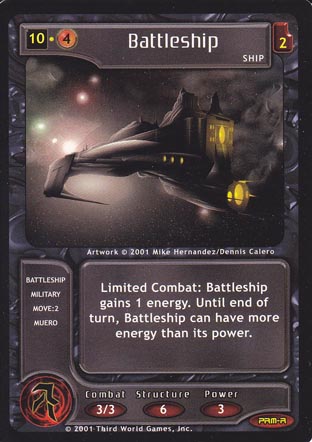 10 • 4
Battleship
2
SHIP
Artwork © 2001 Mike Hernandez/Dennis Calero
BATTLESHIP
MILITARY
MOVE:2
MUERO
Limited Combat: Battleship
gains 1 energy. Until end of
turn, Battleship can have more
energy than its power.
Combat Structure Power
3/3 6 3
PRM-R
© 2001 Third World Games, Inc.